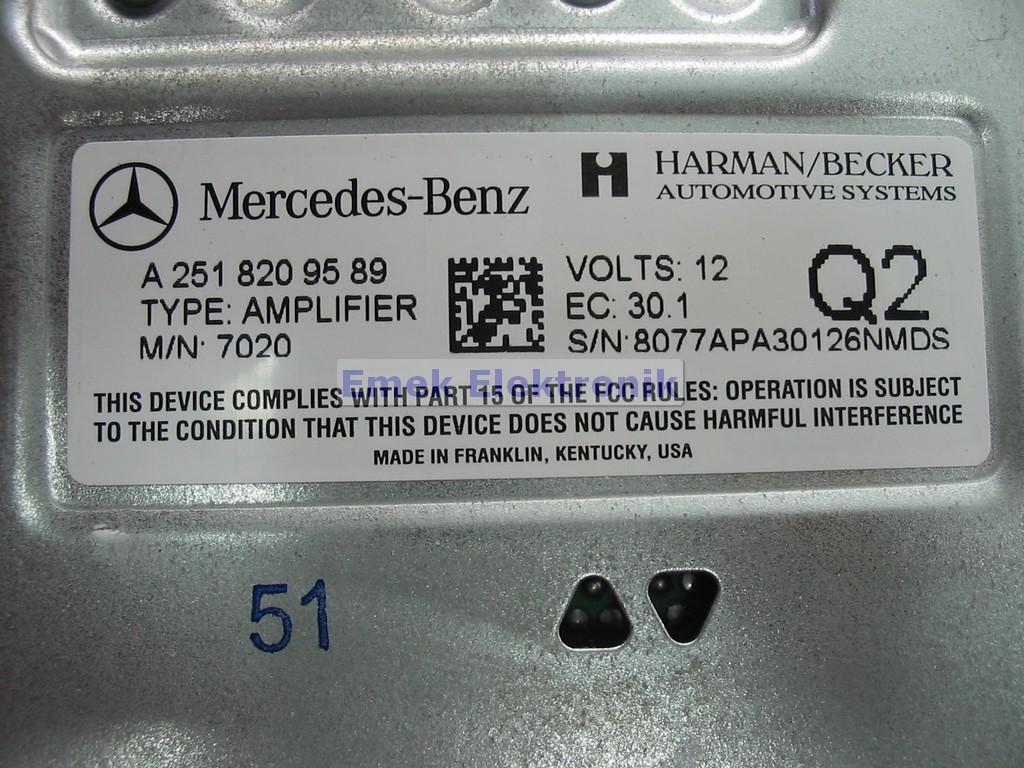 Mercedes-Benz
HARMAN/BECKER
AUTOMOTIVE SYSTEMS
A 251 820 95 89
TYPE: AMPLIFIER
M/N: 7020
VOLTS: 12
EC: 30.1
S/N:8077APA30126NMDS
Q2
Emek Elektronik
THIS DEVICE COMPLIES WITH PART 15 OF THE FCC RULES: OPERATION IS SUBJECT
TO THE CONDITION THAT THIS DEVICE DOES NOT CAUSE HARMFUL INTERFERENCE
MADE IN FRANKLIN, KENTUCKY, USA
51